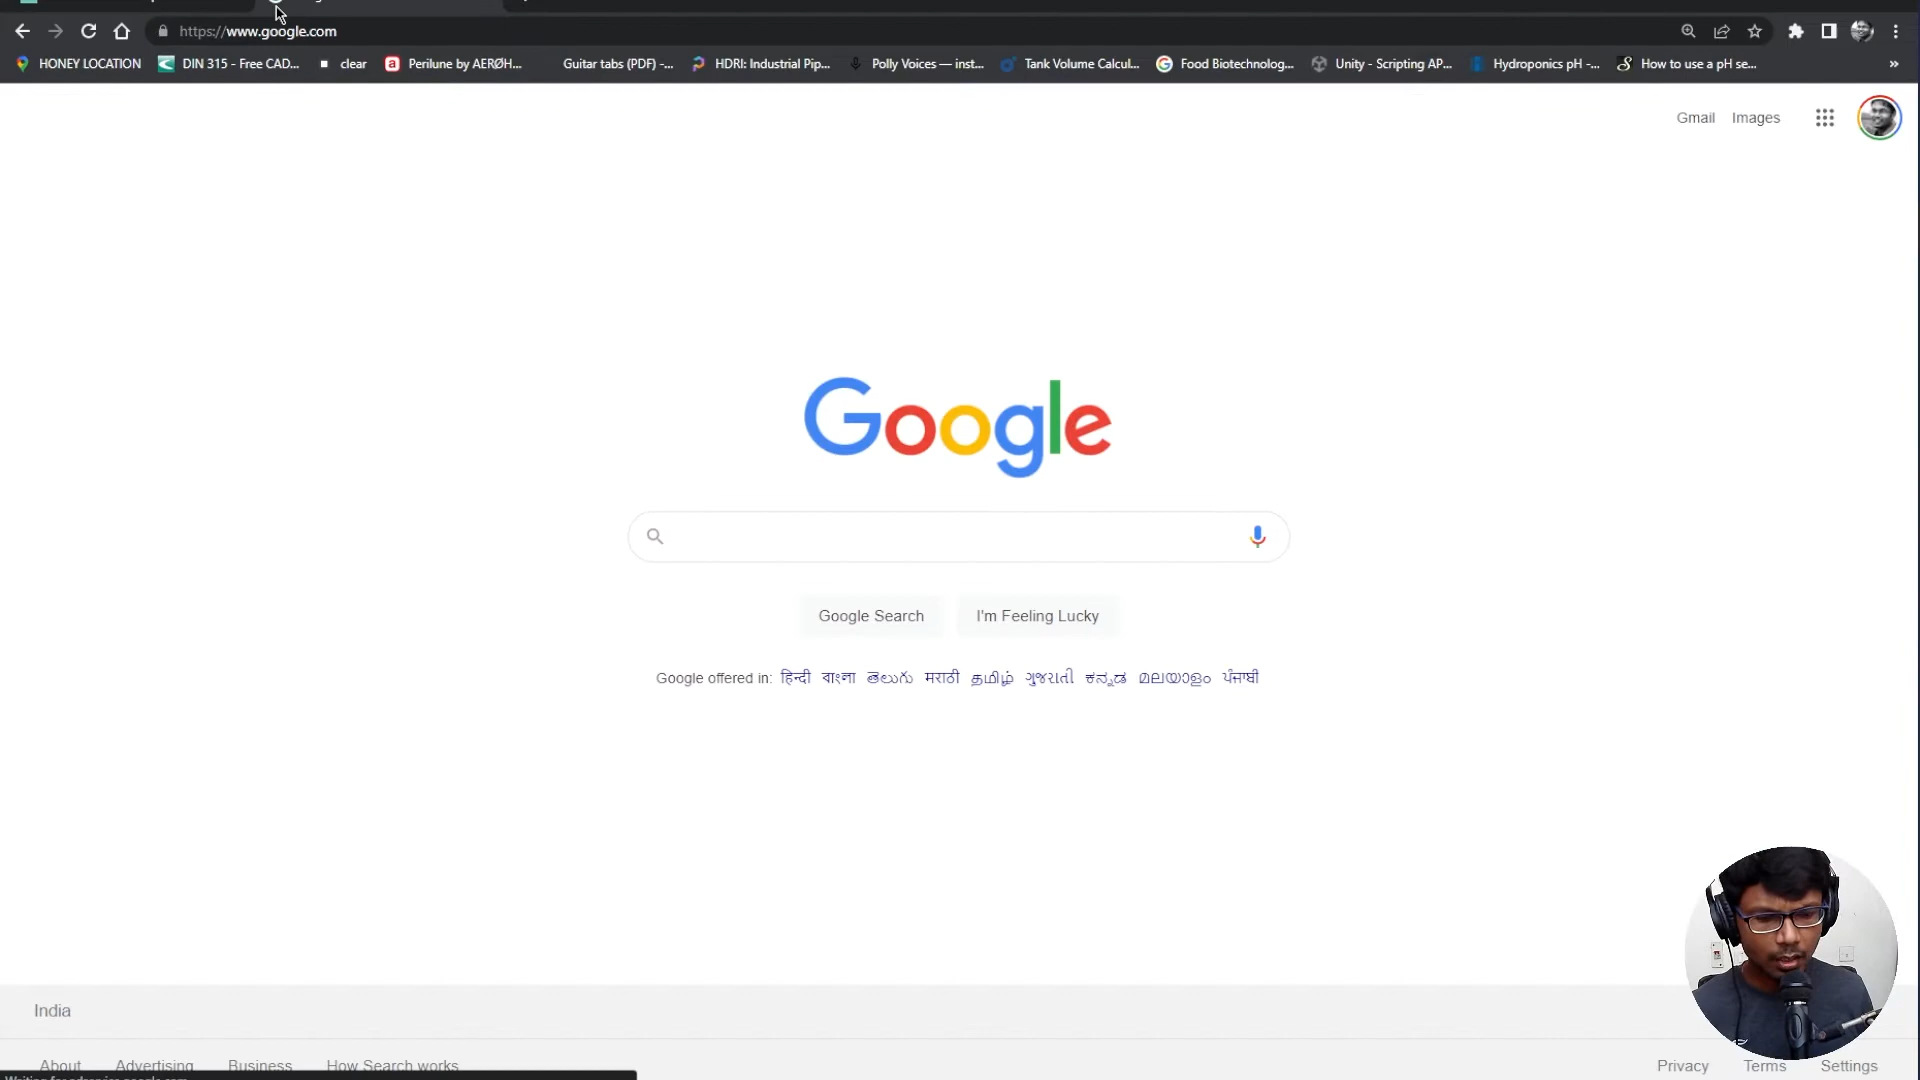 https://www.google.com
HONEY LOCATION DIN 315 - Free CAD... clear Perilune by AERØH... Guitar tabs (PDF) -... HDRI: Industrial Pip... Polly Voices — inst... Tank Volume Calcul... Food Biotechnolog... Unity - Scripting AP... Hydroponics pH -... How to use a pH se... »
Gmail Images
Google
Google Search I'm Feeling Lucky
Google offered in: हिन्दी বাংলা తెలుగు मराठी தமிழ் ગુજરાતી ಕನ್ನಡ മലയാളം ਪੰਜਾਬੀ
India
About Advertising Business How Search works Privacy Terms Settings